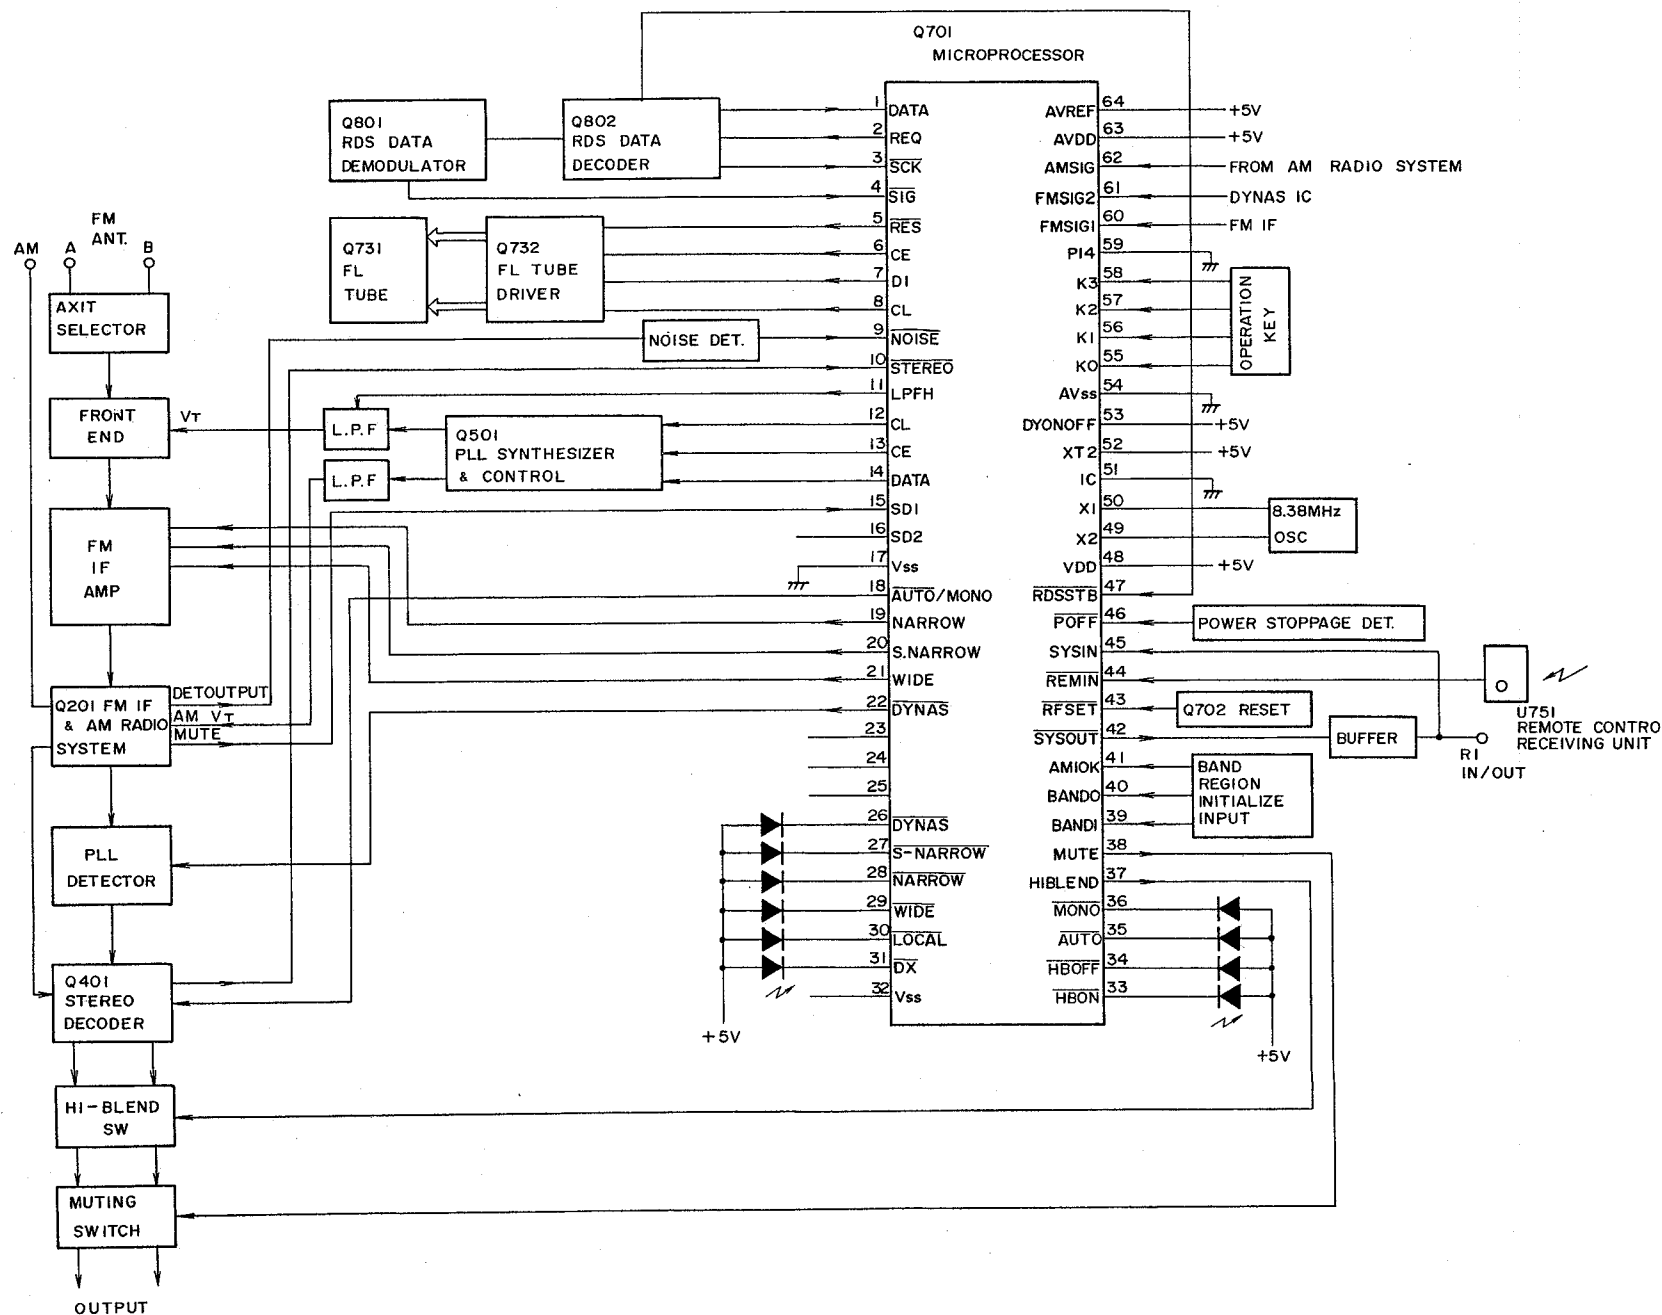 Q701
MICROPROCESSOR
Q801
RDS DATA
DEMODULATOR
Q802
RDS DATA
DECODER
Q731
FL
TUBE
Q732
FL TUBE
DRIVER
NOISE DET.
FM
ANT.
AM
A
B
AXIT
SELECTOR
FRONT
END
VT
L.P.F
L.P.F
Q501
PLL SYNTHESIZER
& CONTROL
FM
IF
AMP
Q201 FM IF
& AM RADIO
SYSTEM
DETOUTPUT
AM VT
MUTE
PLL
DETECTOR
Q401
STEREO
DECODER
HI-BLEND
SW
MUTING
SWITCH
OUTPUT
1 DATA
2 REQ
3 SCK
4 SIG
5 RES
6 CE
7 DI
8 CL
9 NOISE
10 STEREO
11 LPFH
12 CL
13 CE
14 DATA
15 SD1
16 SD2
17 Vss
18 AUTO/MONO
19 NARROW
20 S.NARROW
21 WIDE
22 DYNAS
23
24
25
26 DYNAS
27 S-NARROW
28 NARROW
29 WIDE
30 LOCAL
31 DX
32 Vss
+5V
AVREF 64 +5V
AVDD 63 +5V
AMSIG 62 FROM AM RADIO SYSTEM
FMSIG2 61 DYNAS IC
FMSIG1 60 FM IF
PI4 59
K3 58
K2 57
K1 56
K0 55
OPERATION
KEY
AVss 54
DYONOFF 53 +5V
XT2 52 +5V
IC 51
X1 50
X2 49
8.38MHz
OSC
VDD 48 +5V
RDSSTB 47
POFF 46 POWER STOPPAGE DET.
SYSIN 45
REMIN 44
RFSET 43 Q702 RESET
SYSOUT 42 BUFFER
U751
REMOTE CONTRO
RECEIVING UNIT
R1
IN/OUT
AMIOK 41
BAND0 40
BAND1 39
BAND
REGION
INITIALIZE
INPUT
MUTE 38
HIBLEND 37
MONO 36
AUTO 35
HBOFF 34
HBON 33
+5V